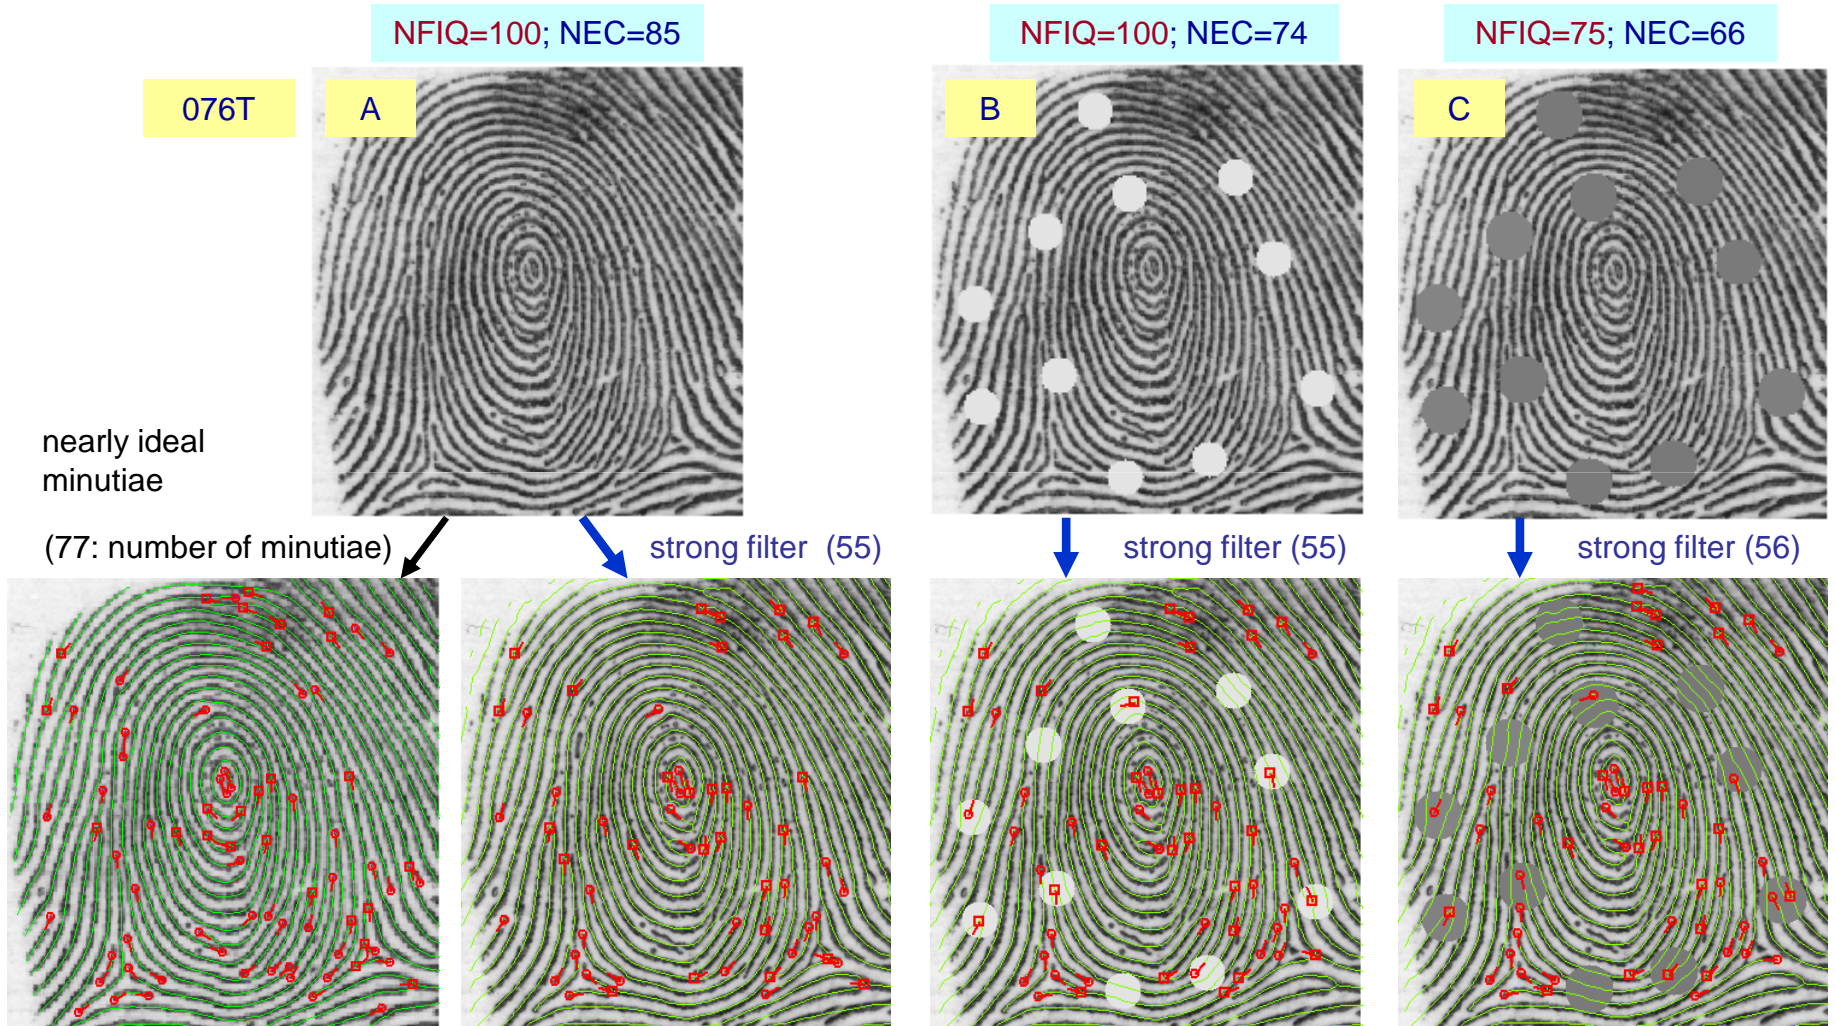 NFIQ=100; NEC=85
NFIQ=100; NEC=74
NFIQ=75; NEC=66
076T
A
B
C
nearly ideal
minutiae
(77: number of minutiae)
strong filter (55)
strong filter (55)
strong filter (56)